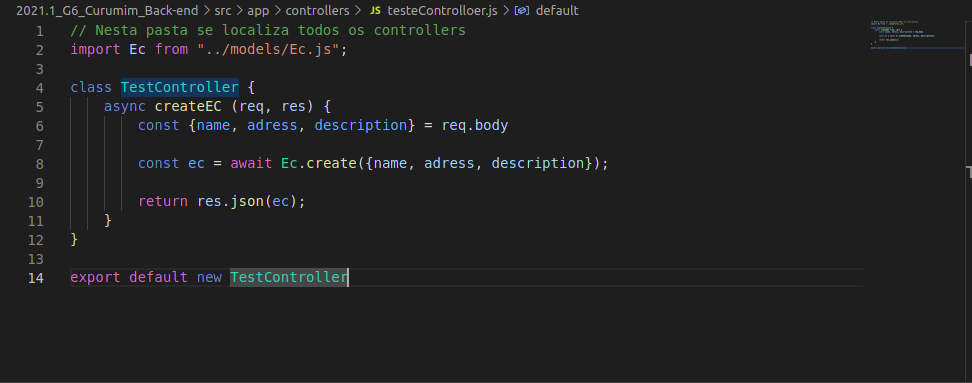 2021.1_G6_Curumim_Back-end > src > app > controllers > JS testeControlloer.js > default
1 // Nesta pasta se localiza todos os controllers
2 import Ec from "../models/Ec.js";
3
4 class TestController {
5 async createEC (req, res) {
6 const {name, adress, description} = req.body
7
8 const ec = await Ec.create({name, adress, description});
9
10 return res.json(ec);
11 }
12 }
13
14 export default new TestController